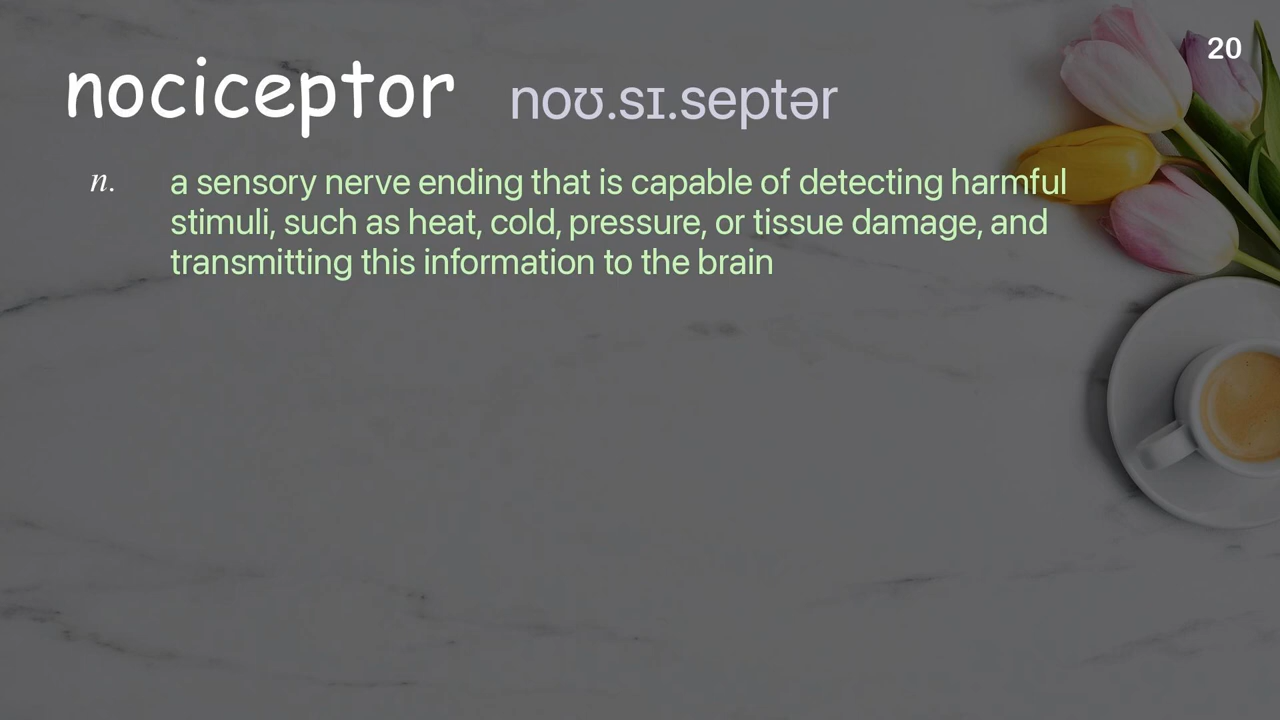 20
nociceptor noʊ.sɪ.septər
n. a sensory nerve ending that is capable of detecting harmful
stimuli, such as heat, cold, pressure, or tissue damage, and
transmitting this information to the brain